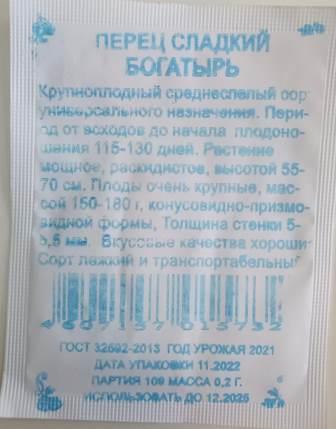 ПЕРЕЦ СЛАДКИЙ
БОГАТЫРЬ
Крупноплодный среднеспелый сорт
универсального назначения. Пери-
од от всходов до начала плодоно-
шения 115-130 дней. Растение
мощное, раскидистое, высотой 55-
70 см. Плоды очень крупные, мас-
сой 150-180 г, конусовидно-призмо-
видной формы, Толщина стенки 5-
5,5 мм. Вкусовые качества хороши
Сорт лежкий и транспортабельный
4607157015732
ГОСТ 32592-2013 ГОД УРОЖАЯ 2021
ДАТА УПАКОВКИ 11.2022
ПАРТИЯ 109 МАССА 0,2 Г.
ИСПОЛЬЗОВАТЬ ДО 12.2025